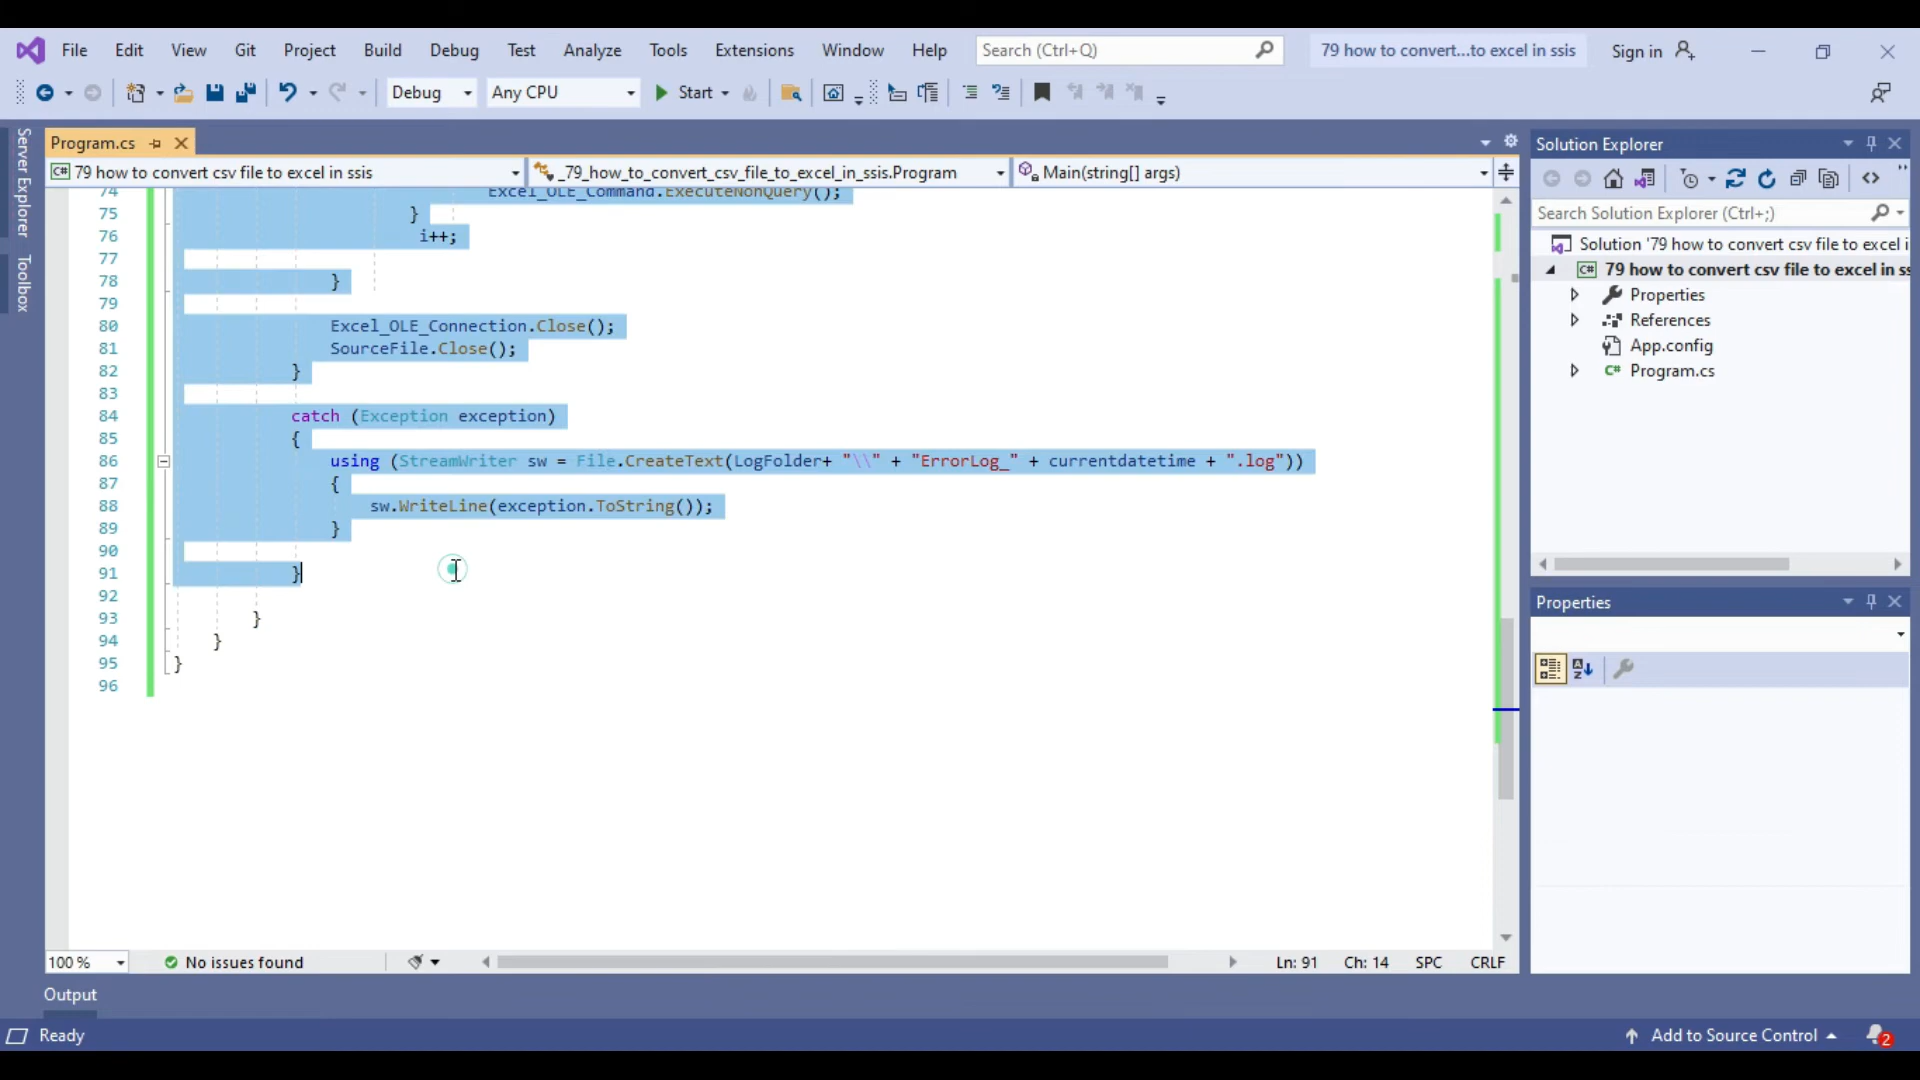 File Edit View Git Project Build Debug Test Analyze Tools Extensions Window Help Search (Ctrl+Q) 79 how to convert...to excel in ssis Sign in
Debug Any CPU Start
Program.cs
79 how to convert csv file to excel in ssis _79_how_to_convert_csv_file_to_excel_in_ssis.Program Main(string[] args)
Server Explorer
Toolbox
74 Excel_OLE_Command.ExecuteNonQuery();
75 }
76 i++;
77
78 }
79
80 Excel_OLE_Connection.Close();
81 SourceFile.Close();
82 }
83
84 catch (Exception exception)
85 {
86 using (StreamWriter sw = File.CreateText(LogFolder+ "\\" + "ErrorLog_" + currentdatetime + ".log"))
87 {
88 sw.WriteLine(exception.ToString());
89 }
90
91 }
92
93 }
94 }
95 }
96
100 % No issues found Ln: 91 Ch: 14 SPC CRLF
Solution Explorer
Search Solution Explorer (Ctrl+;)
Solution '79 how to convert csv file to excel i
C# 79 how to convert csv file to excel in ss
Properties
References
App.config
C# Program.cs
Properties
Output
Ready Add to Source Control 2